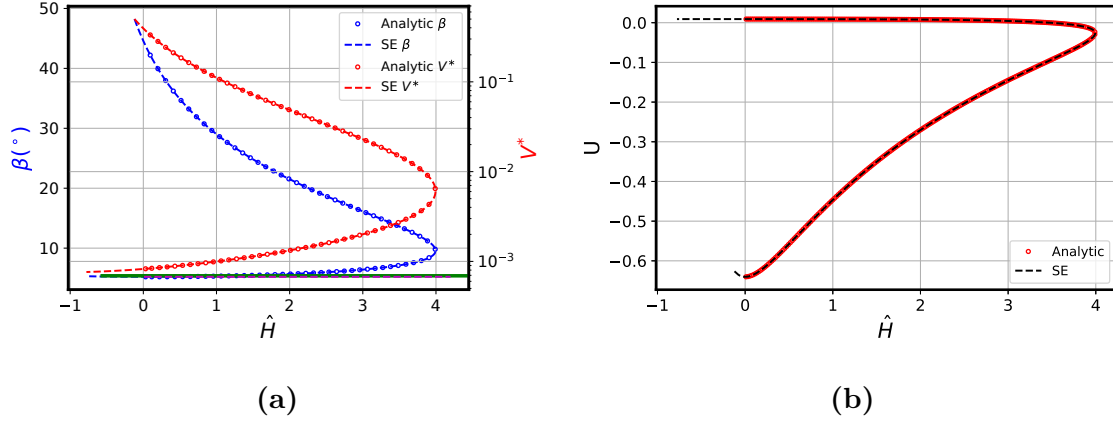 50
40
30
20
10
β(°)
−1
0
1
2
3
4
Ĥ
10⁻¹
10⁻²
10⁻³
V*
Analytic β
SE β
Analytic V*
SE V*
(a)
0.0
−0.1
−0.2
−0.3
−0.4
−0.5
−0.6
U
−1
0
1
2
3
4
Ĥ
Analytic
SE
(b)